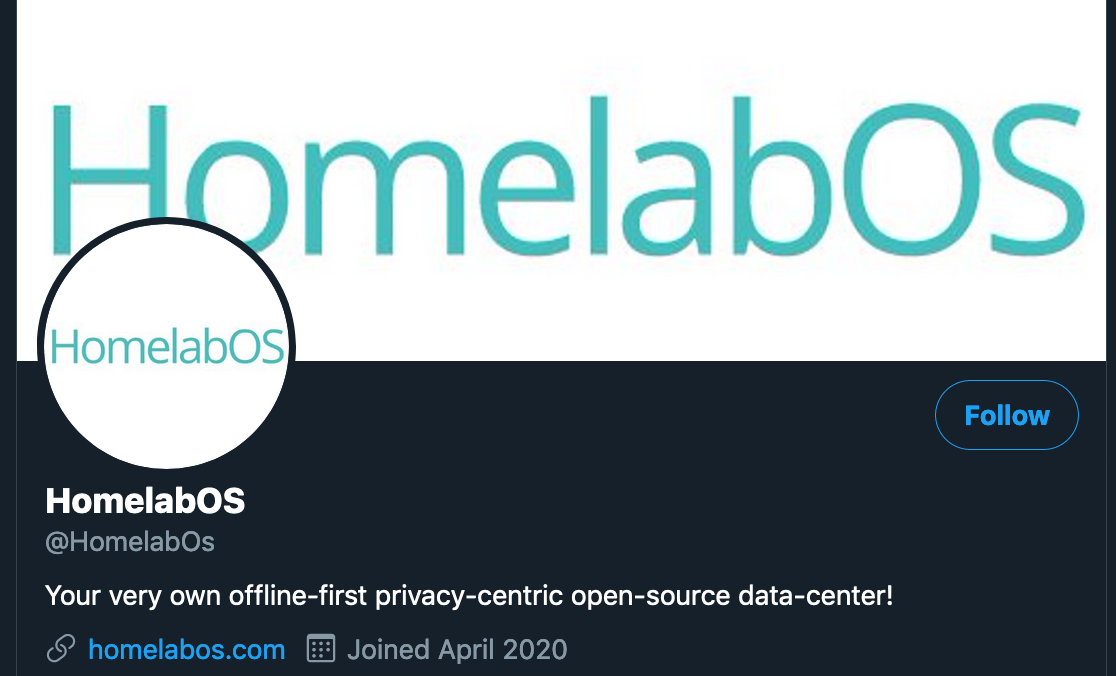 HomelabOS
HomelabOS
Follow
HomelabOS
@HomelabOs
Your very own offline-first privacy-centric open-source data-center!
homelabos.com Joined April 2020